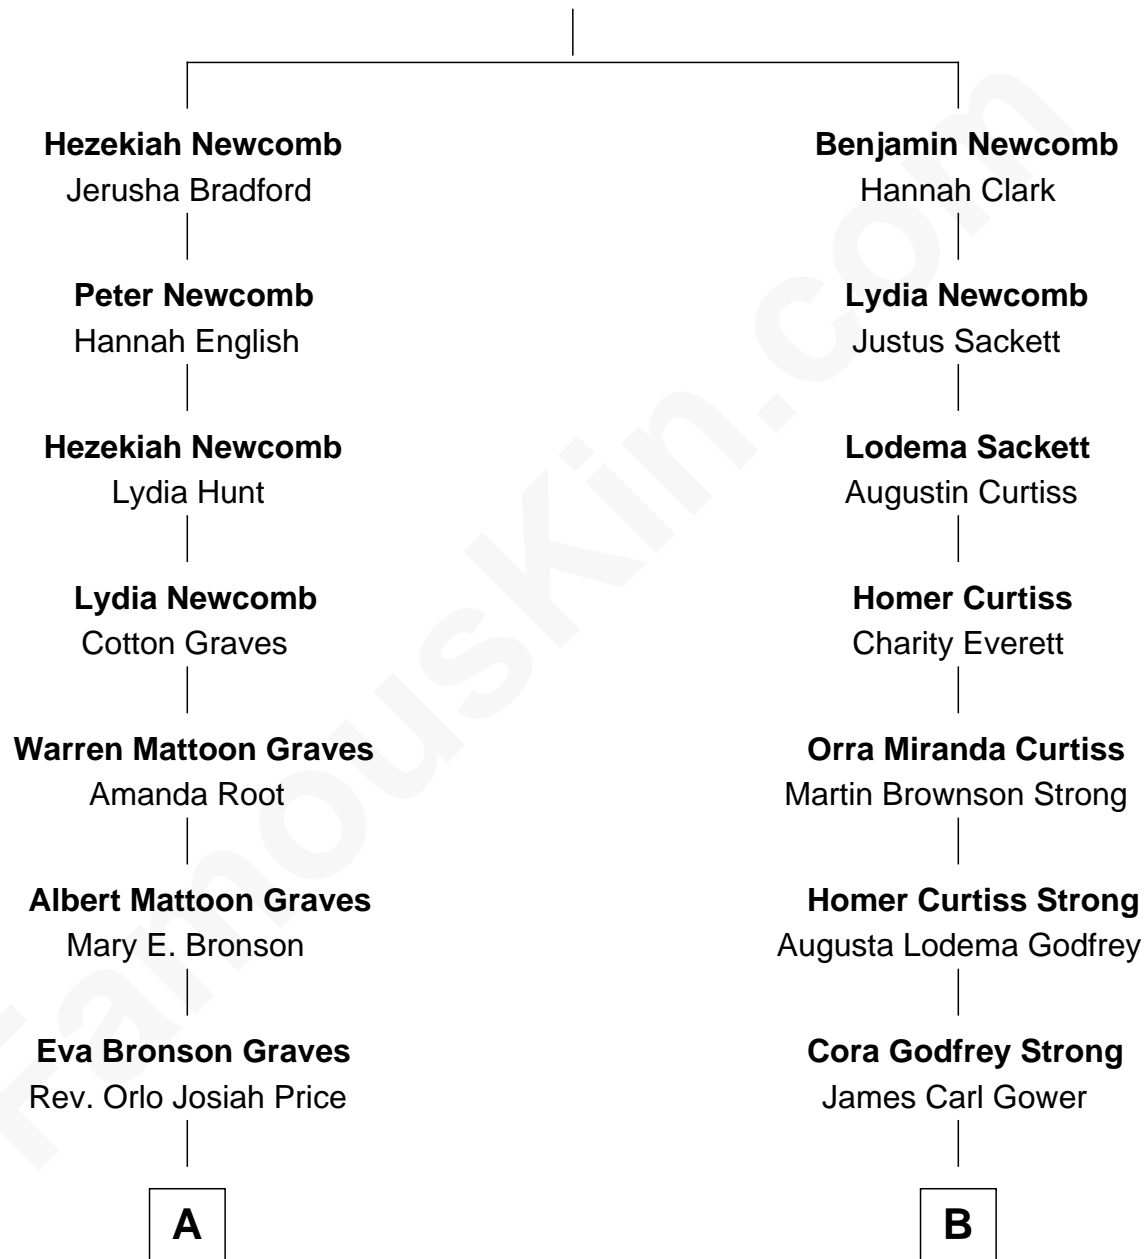 Hezekiah Newcomb
Jerusha Bradford
Peter Newcomb
Hannah English
Hezekiah Newcomb
Lydia Hunt
Lydia Newcomb
Cotton Graves
Warren Mattoon Graves
Amanda Root
Albert Mattoon Graves
Mary E. Bronson
Eva Bronson Graves
Rev. Orlo Josiah Price
A
Benjamin Newcomb
Hannah Clark
Lydia Newcomb
Justus Sackett
Lodema Sackett
Augustin Curtiss
Homer Curtiss
Charity Everett
Orra Miranda Curtiss
Martin Brownson Strong
Homer Curtiss Strong
Augusta Lodema Godfrey
Cora Godfrey Strong
James Carl Gower
B
FamousKin.com